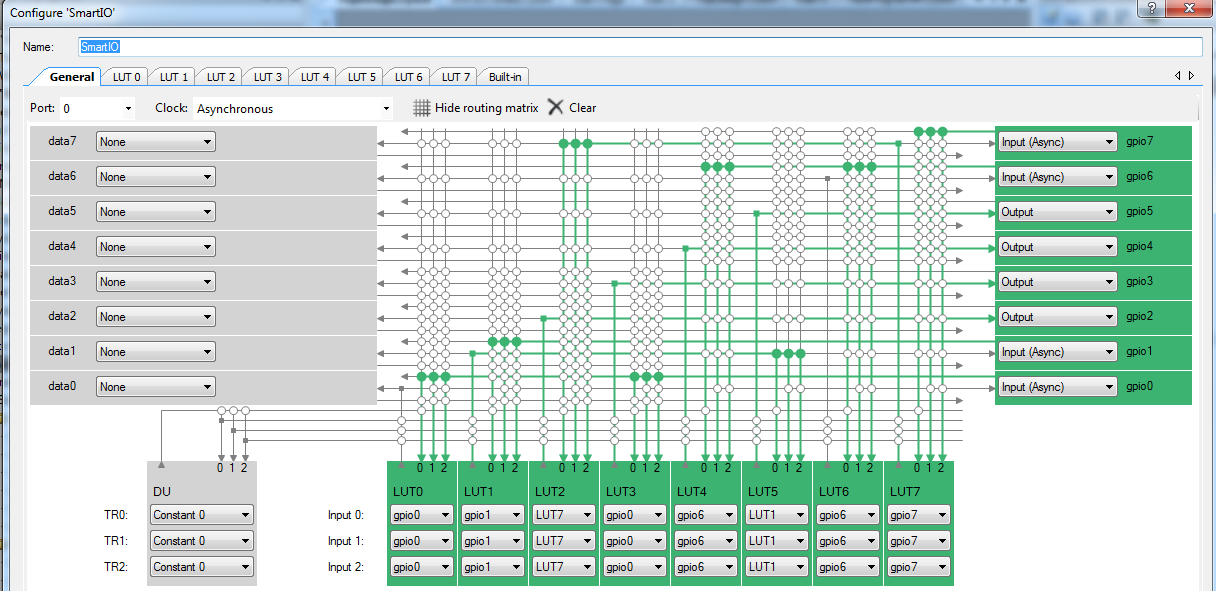 Configure 'SmartIO'
?
Name: SmartIO
General LUT 0 LUT 1 LUT 2 LUT 3 LUT 4 LUT 5 LUT 6 LUT 7 Built-in
Port: 0 Clock: Asynchronous Hide routing matrix Clear
data7 None Input (Async) gpio7
data6 None Input (Async) gpio6
data5 None Output gpio5
data4 None Output gpio4
data3 None Output gpio3
data2 None Output gpio2
data1 None Input (Async) gpio1
data0 None Input (Async) gpio0
0 1 2 0 1 2 0 1 2 0 1 2 0 1 2 0 1 2 0 1 2 0 1 2 0 1 2
DU LUT0 LUT1 LUT2 LUT3 LUT4 LUT5 LUT6 LUT7
TR0: Constant 0 Input 0: gpio0 gpio1 LUT7 gpio0 gpio6 LUT1 gpio6 gpio7
TR1: Constant 0 Input 1: gpio0 gpio1 LUT7 gpio0 gpio6 LUT1 gpio6 gpio7
TR2: Constant 0 Input 2: gpio0 gpio1 LUT7 gpio0 gpio6 LUT1 gpio6 gpio7